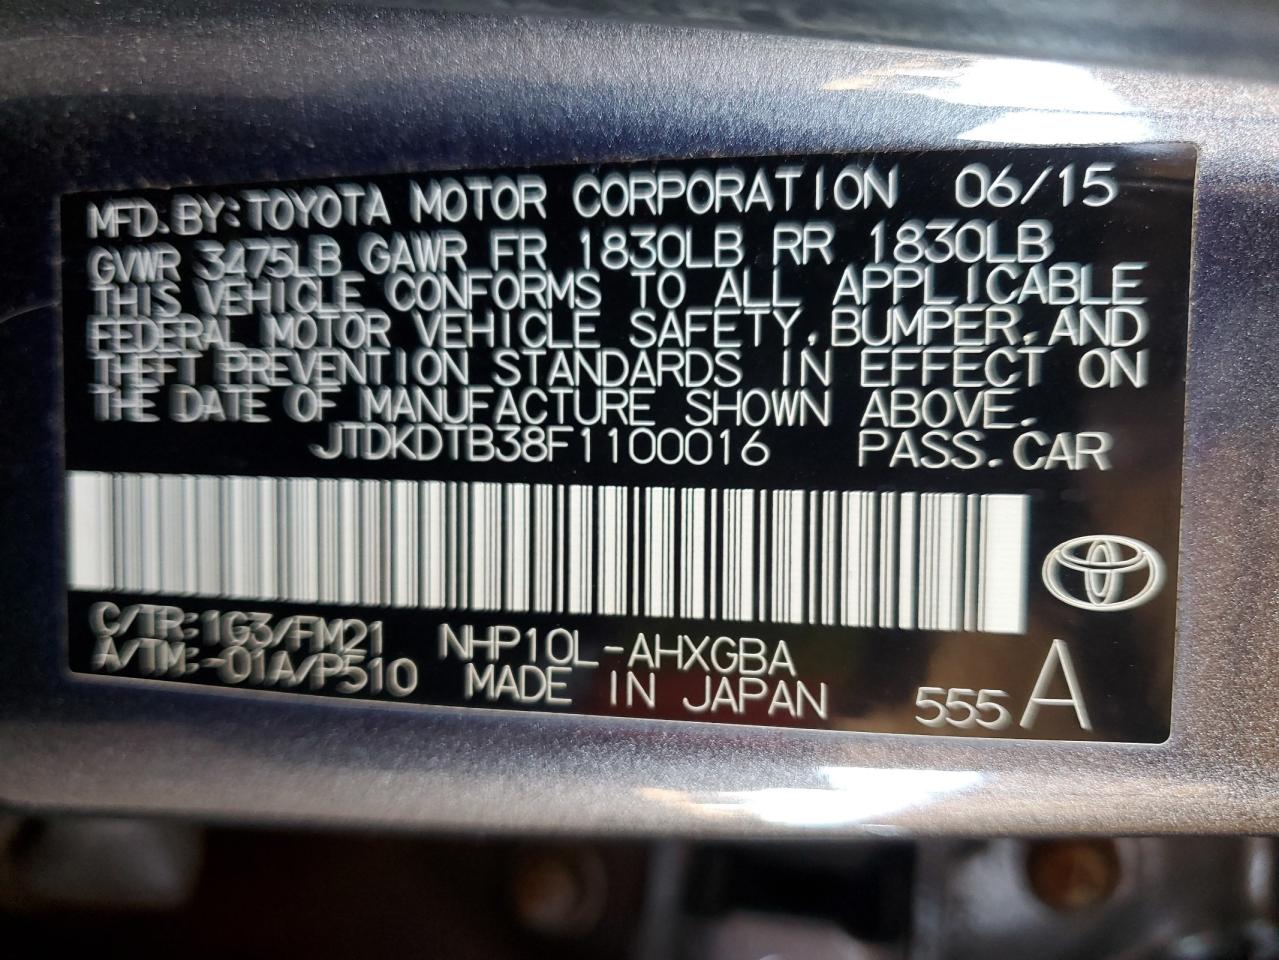 MFD.BY:TOYOTA MOTOR CORPORATION 06/15
GVWR 3475LB GAWR FR 1830LB RR 1830LB
THIS VEHICLE CONFORMS TO ALL APPLICABLE
FEDERAL MOTOR VEHICLE SAFETY,BUMPER,AND
THEFT PREVENTION STANDARDS IN EFFECT ON
THE DATE OF MANUFACTURE SHOWN ABOVE.
JTDKDTB38F1100016 PASS.CAR
C/TR:1G3/FM21 NHP10L-AHXGBA
A/TM:-01A/P510 MADE IN JAPAN 555 A